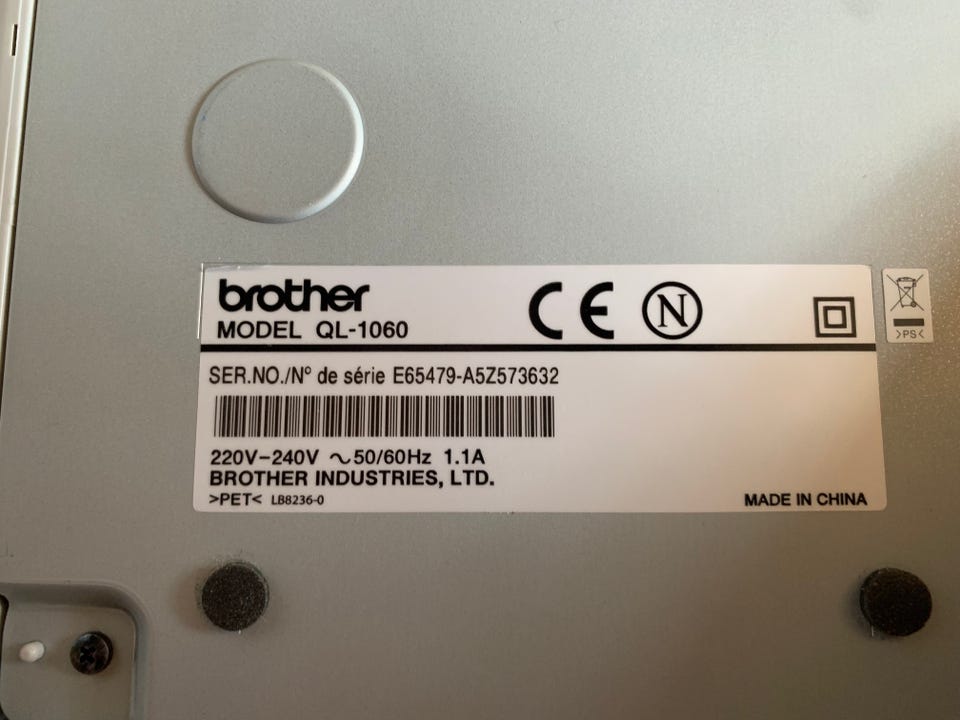 brother
MODEL QL-1060
CE N
>PS<
SER.NO./N° de série E65479-A5Z573632
220V-240V ～50/60Hz 1.1A
BROTHER INDUSTRIES, LTD.
>PET< LB8236-0
MADE IN CHINA